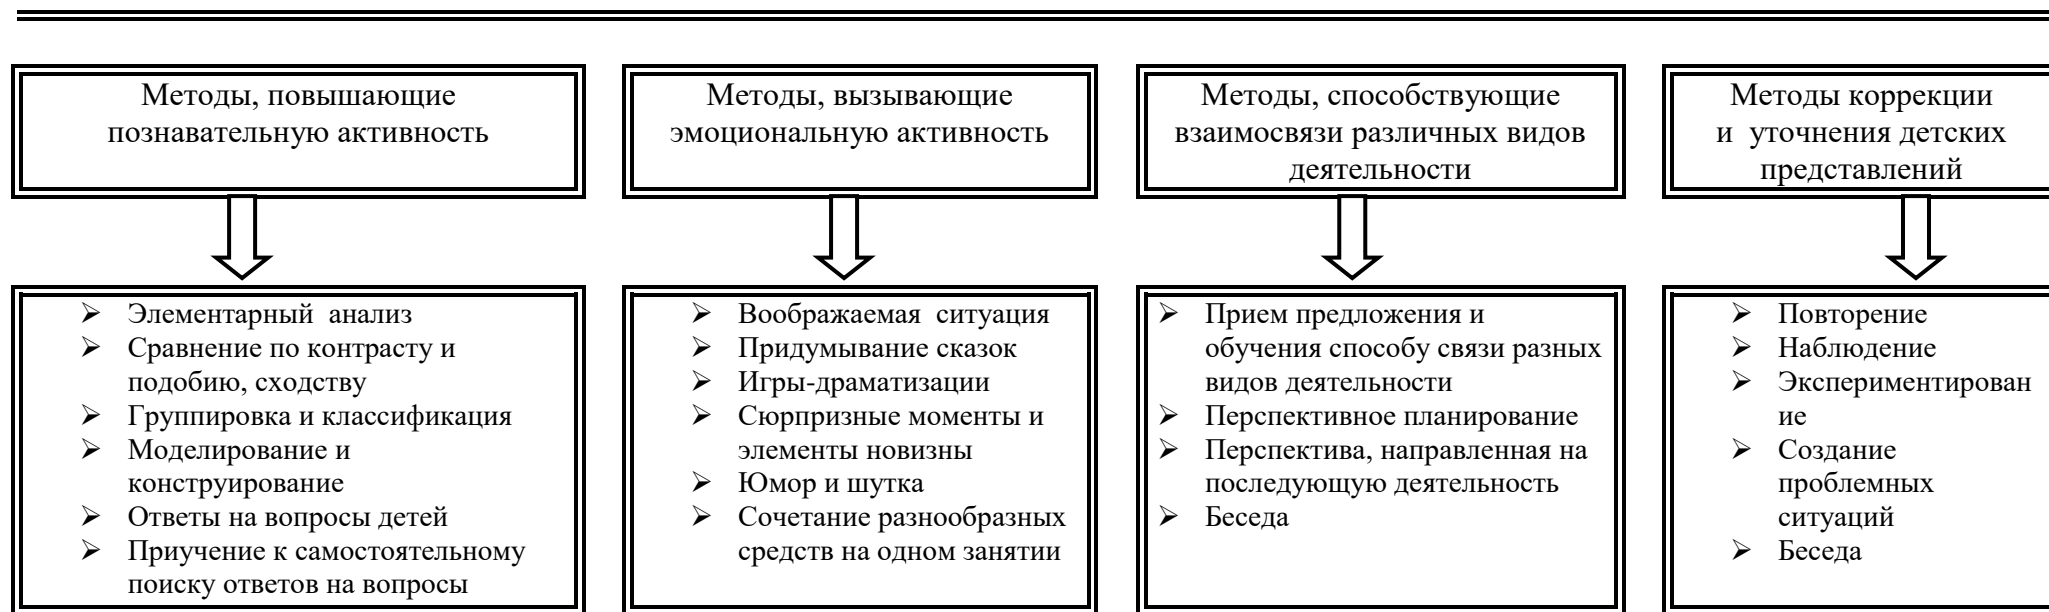 Методы, повышающие
познавательную активность
Методы, вызывающие
эмоциональную активность
Методы, способствующие
взаимосвязи различных видов
деятельности
Методы коррекции
и уточнения детских
представлений
➢ Элементарный анализ
➢ Сравнение по контрасту и
подобию, сходству
➢ Группировка и классификация
➢ Моделирование и
конструирование
➢ Ответы на вопросы детей
➢ Приучение к самостоятельному
поиску ответов на вопросы
➢ Воображаемая ситуация
➢ Придумывание сказок
➢ Игры-драматизации
➢ Сюрпризные моменты и
элементы новизны
➢ Юмор и шутка
➢ Сочетание разнообразных
средств на одном занятии
➢ Прием предложения и
обучения способу связи разных
видов деятельности
➢ Перспективное планирование
➢ Перспектива, направленная на
последующую деятельность
➢ Беседа
➢ Повторение
➢ Наблюдение
➢ Экспериментирован
ие
➢ Создание
проблемных
ситуаций
➢ Беседа